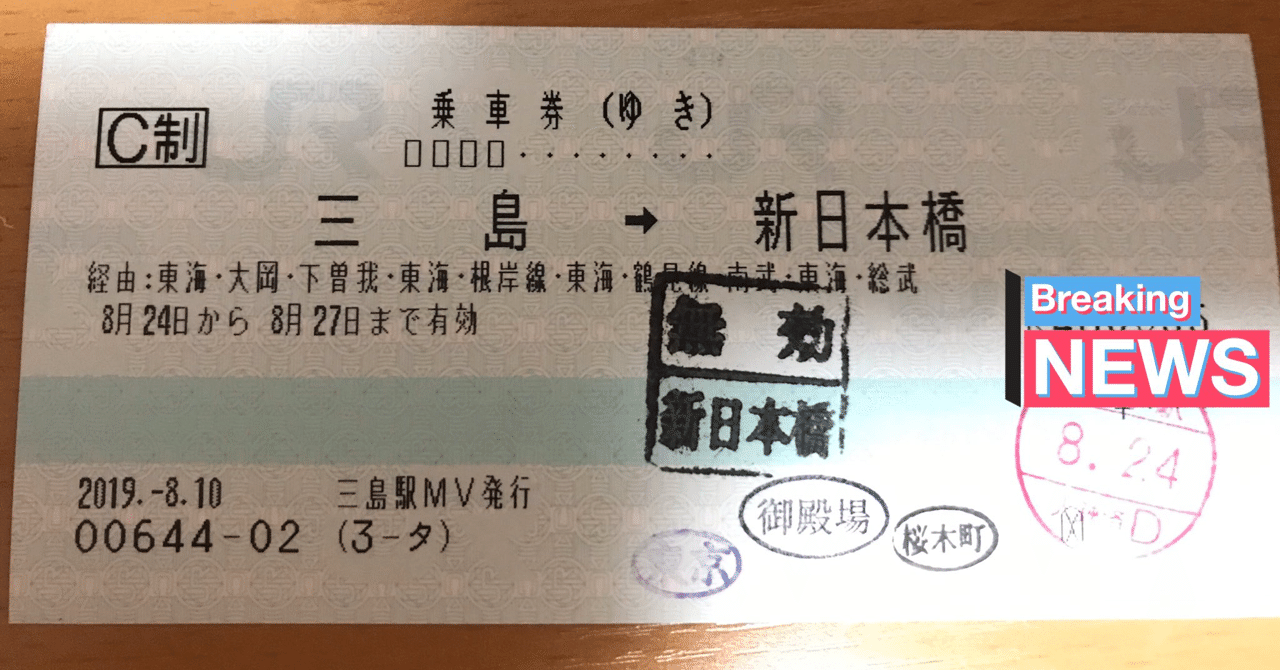 C制
乗車券(ゆき)
□□□□・・・・・・・・
三島→新日本橋
経由:東海・大岡・下曽我・東海・根岸線・東海・鶴見線・南武・東海・総武
8月24日から 8月27日まで有効
無効
新日本橋
Breaking
NEWS
8.24
2019.-8.10 三島駅MV発行
00644-02 (3-タ)
御殿場
桜木町
東京